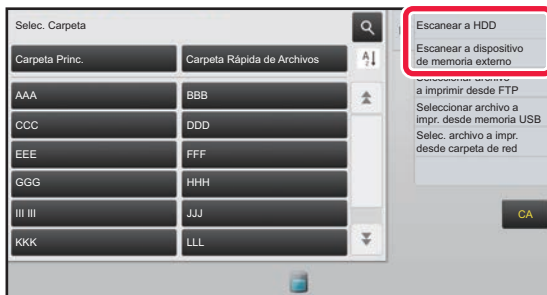 Selec. Carpeta
Carpeta Princ.
Carpeta Rápida de Archivos
AAA
BBB
CCC
DDD
EEE
FFF
GGG
HHH
III III
JJJ
KKK
LLL
Escanear a HDD
Escanear a dispositivo
de memoria externo
Seleccionar archivo
a imprimir desde FTP
Seleccionar archivo a
impr. desde memoria USB
Selec. archivo a impr.
desde carpeta de red
CA